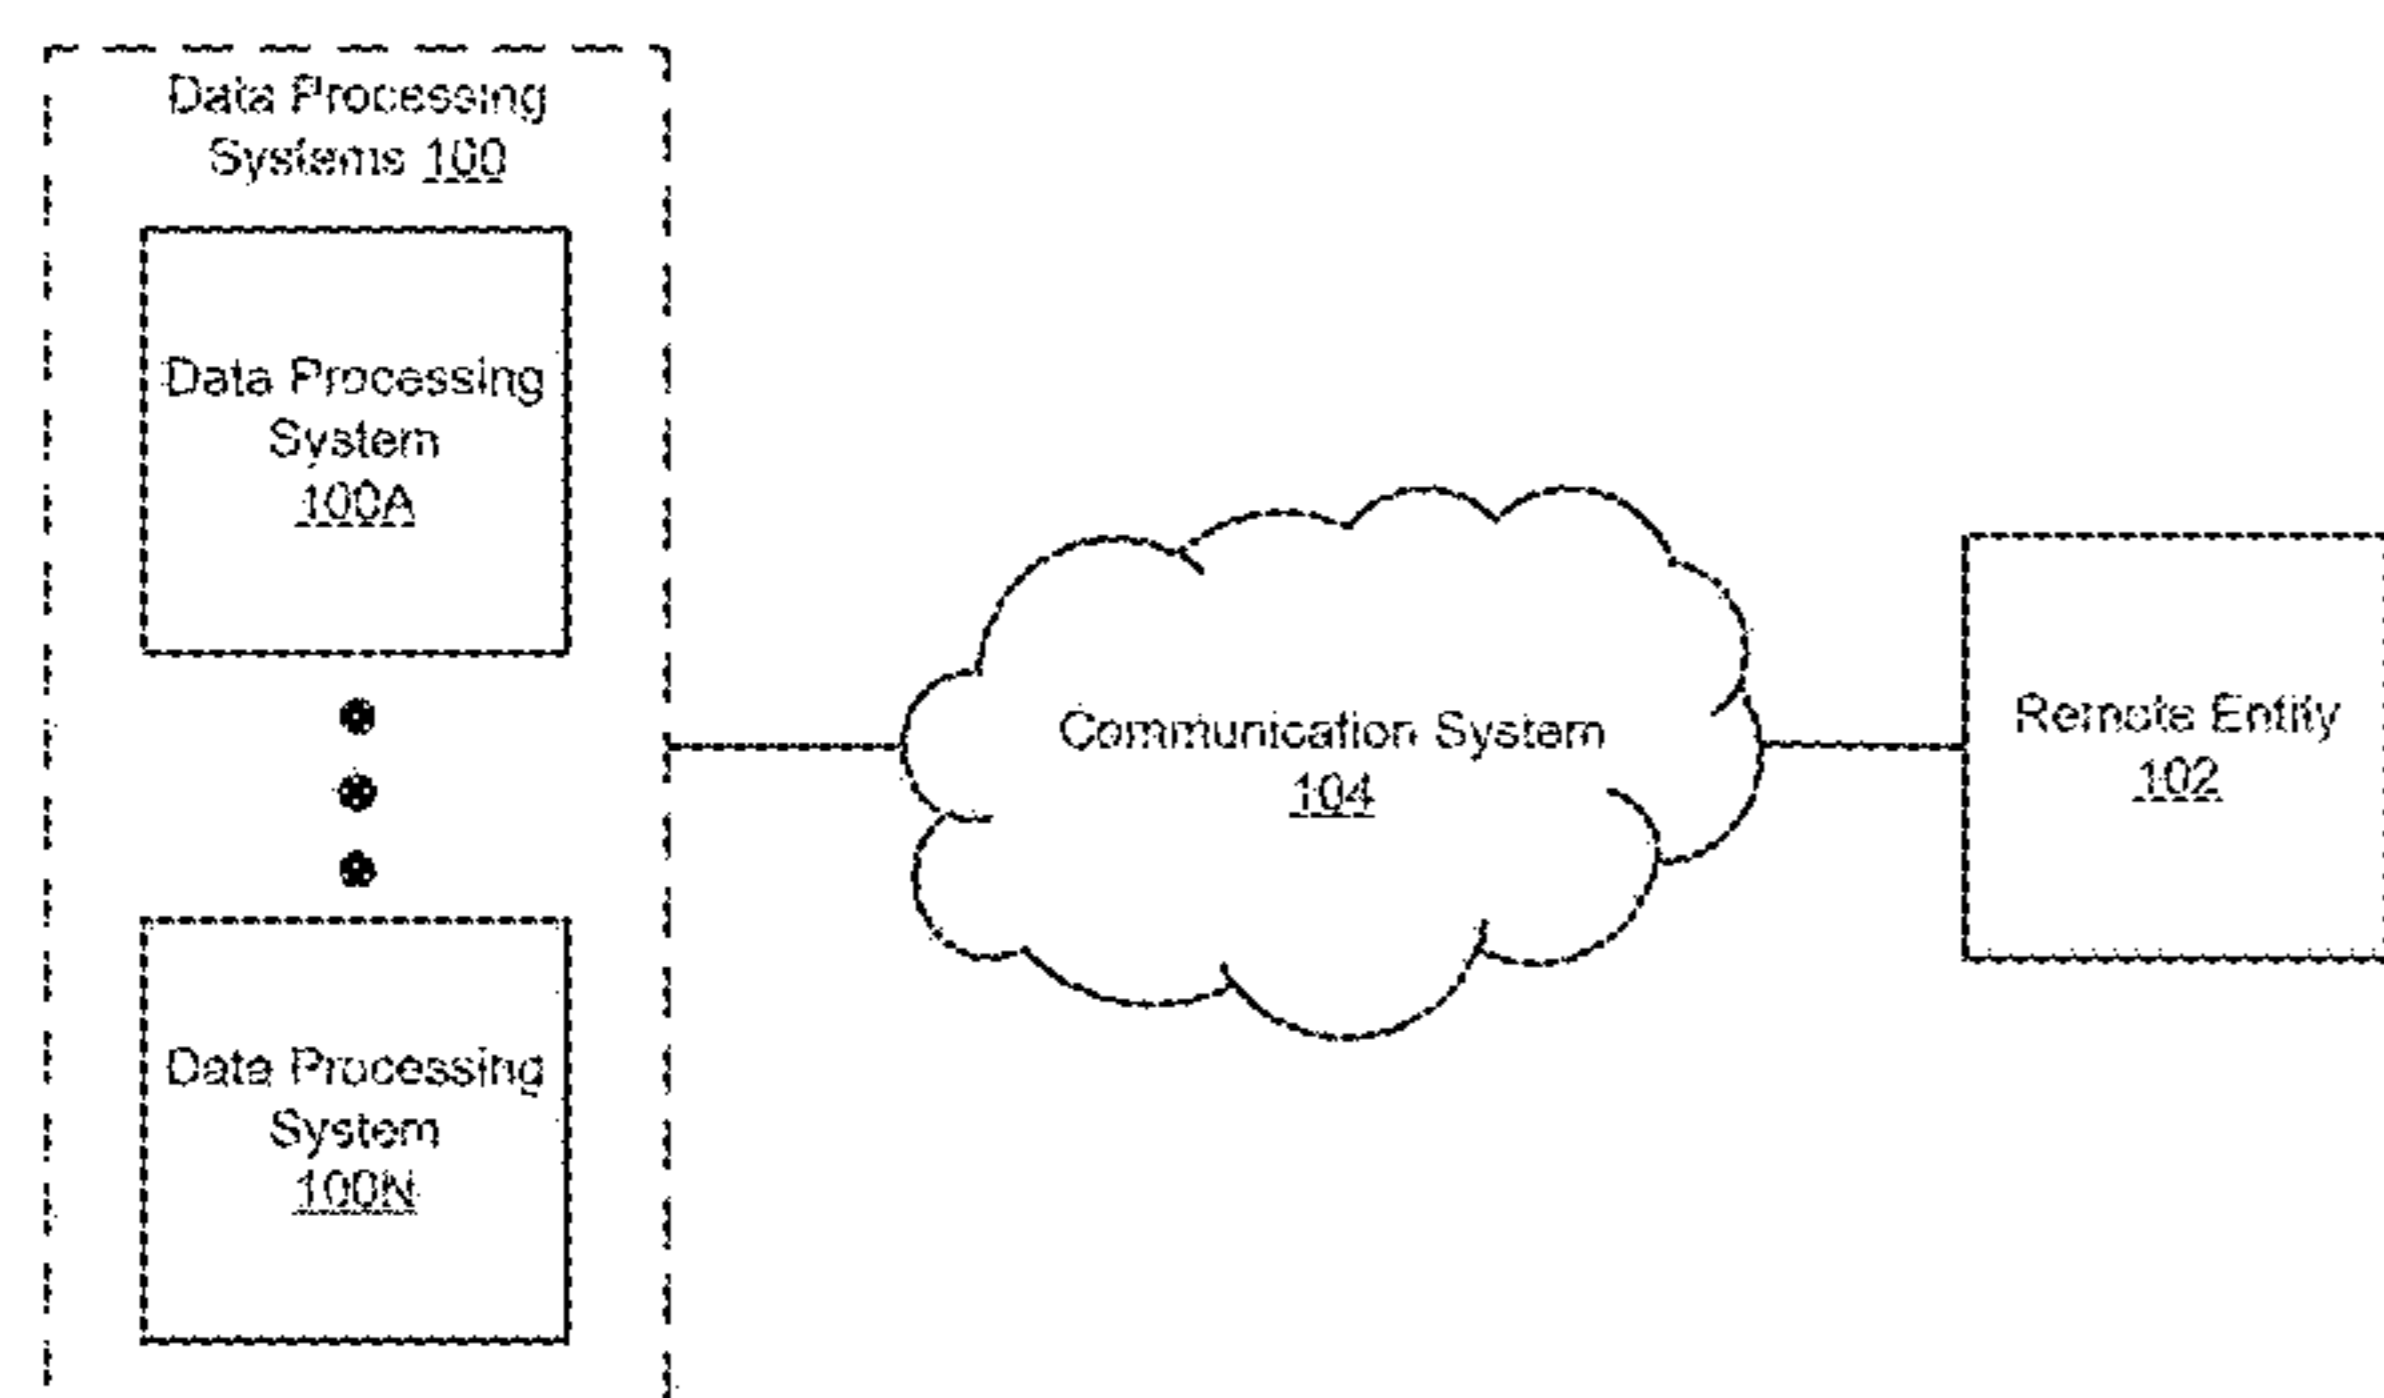 Data Processing
Systems 100
Data Processing
System
100A
Communication System
104
Remote Entity
102
Data Processing
System
100N